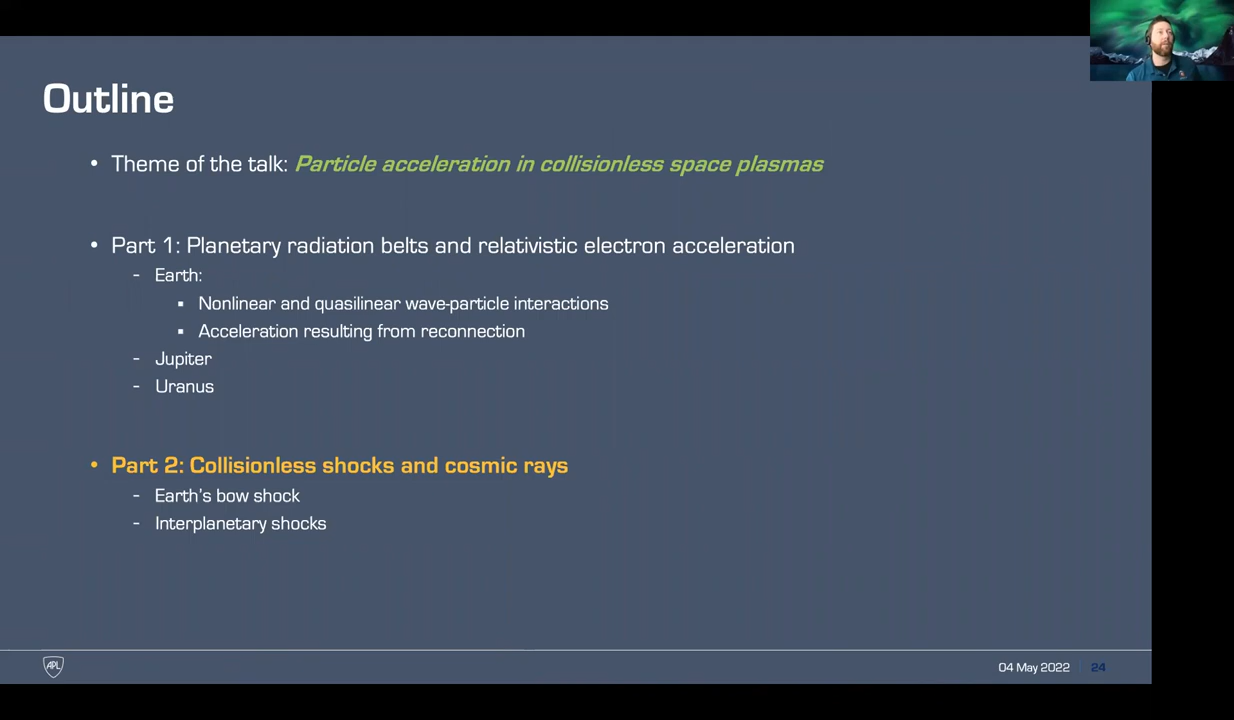 Outline
• Theme of the talk: Particle acceleration in collisionless space plasmas
• Part 1: Planetary radiation belts and relativistic electron acceleration
- Earth:
▪ Nonlinear and quasilinear wave-particle interactions
▪ Acceleration resulting from reconnection
- Jupiter
- Uranus
• Part 2: Collisionless shocks and cosmic rays
- Earth's bow shock
- Interplanetary shocks
APL
04 May 2022 24